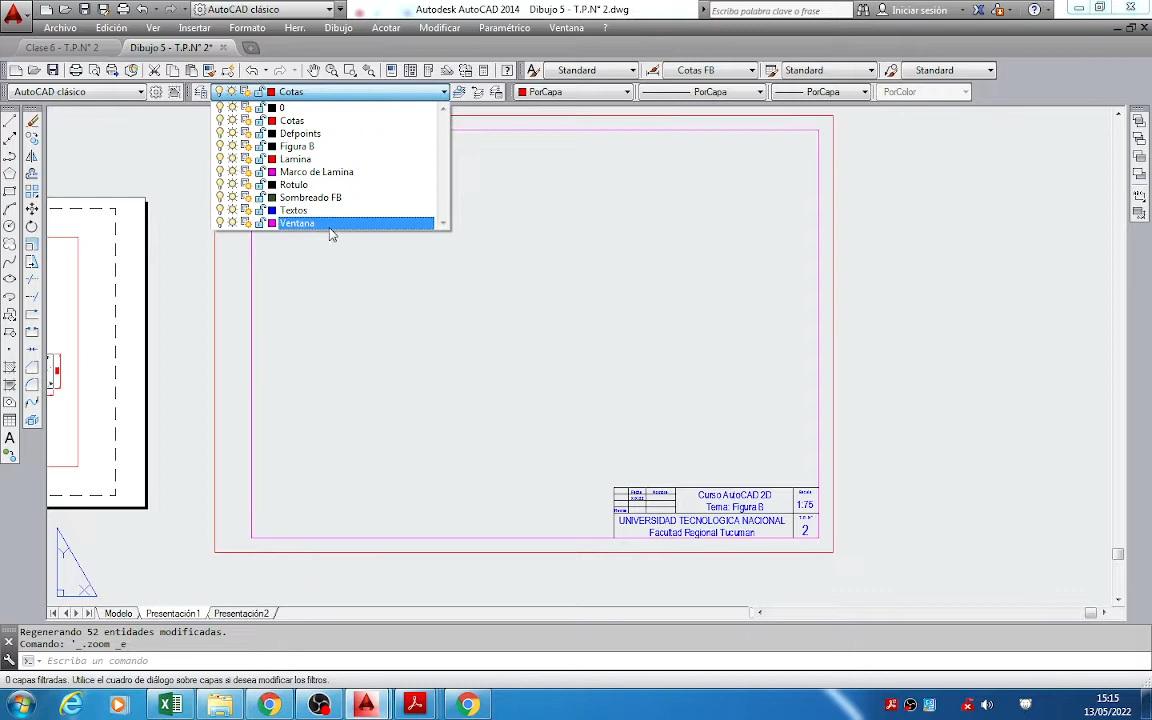 AutoCAD clásico
Autodesk AutoCAD 2014 Dibujo 5 - T.P.N° 2.dwg
Escriba palabra clave o frase
Iniciar sesión
Archivo Edición Ver Insertar Formato Herr. Dibujo Acotar Modificar Paramétrico Ventana ?
Clase 6 - T.P.N° 2
Dibujo 5 - T.P.N° 2*
Standard
Cotas FB
Standard
Standard
AutoCAD clásico
Cotas
PorCapa
PorCapa
PorCapa
PorColor
0
Cotas
Defpoints
Figura B
Lamina
Marco de Lamina
Rotulo
Sombreado FB
Textos
Ventana
Fecha
Nombre
Curso AutoCAD 2D
Tema: Figura B
Escala
1:75
UNIVERSIDAD TECNOLOGICA NACIONAL
Facultad Regional Tucuman
T.P.N°
2
Y
X
A
Modelo Presentación1 Presentación2
Regenerando 52 entidades modificadas.
Comando: '_.zoom _e
Escriba un comando
0 capas filtradas. Utilice el cuadro de diálogo sobre capas si desea modificar los filtros.
15:15
13/05/2022